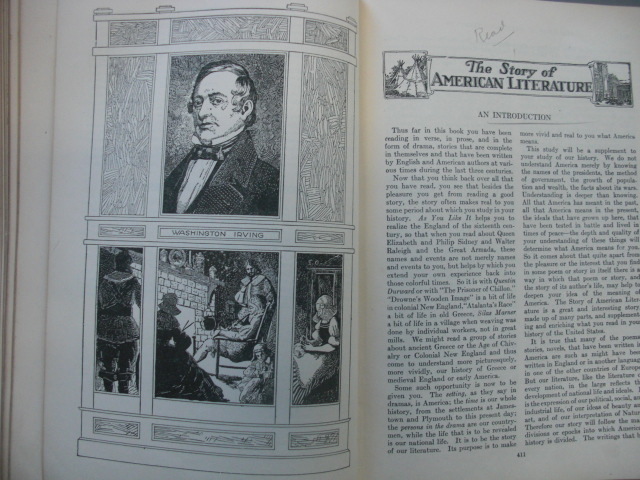 WASHINGTON IRVING
Read
The Story of
AMERICAN LITERATURE
AN INTRODUCTION
Thus far in this book you have been
reading in verse, in prose, and in the
form of drama, stories that are complete
in themselves and that have been written
by English and American authors at vari-
ous times during the last three centuries.
Now that you think back over all that
you have read, you see that besides the
pleasure you get from reading a good
story, the story often makes real to you
some period about which you study in your
history. As You Like It helps you to
realize the England of the sixteenth cen-
tury, so that when you read about Queen
Elizabeth and Philip Sidney and Walter
Raleigh and the Great Armada, these
names and events are not merely names
and events to you, but helps by which you
extend your own experience back into
those colorful times. So it is with Quentin
Durward or with "The Prisoner of Chillon."
"Drowne's Wooden Image" is a bit of life
in colonial New England, "Atalanta's Race"
a bit of life in old Greece, Silas Marner
a bit of life in a village when weaving was
done by individual workers, not in great
mills. We might read a group of stories
about ancient Greece or the Age of Chiv-
alry or Colonial New England and thus
come to understand more picturesquely,
more vividly, our history of Greece or
medieval England or early America.
Some such opportunity is now to be
given you. The setting, as they say in
dramas, is America; the time is our whole
history, from the settlements at James-
town and Plymouth to this present day;
the persons in the drama are our country-
men, while the life that to be revealed
is our national life. It is to be the story
of our literature. Its purpose is to make
more vivid and real to you what America
means.
This study will be a supplement to
your study of our history. We do not
understand America merely by knowing
the names of the presidents, the method
of government, the growth of popula-
tion and wealth, the facts about its wars.
Understanding is deeper than knowing.
All that America has meant in the past,
all that America means in the present,
the ideals that have grown up here, that
have been tested in battle and lived in
times of peace—the depth and quality of
your understanding of these things
determine what America means for you.
So it comes about that quite apart from
the pleasure or the interest that you find
in some poem or story in itself there is a
way in which that poem or story, and
the story of its author's life, may help to
deepen your idea of the meaning of
America. The Story of American Liter-
ature is a great and interesting story,
made up of many parts, and supplement-
ing and enriching what you read in your
history of the United States.
It is true that many of the poems,
stories, novels, that have been written in
America are such as might have been
written in England or in another language
in one of the other countries of Europe.
But our literature, like the literature of
every nation, in the large reflects the
development of national life and ideals. It
is the expression of our political, social, and
industrial life, of our ideas of beauty and
art, and of our interpretation of Nature.
Therefore our story will follow the main
divisions or epochs into which American
history is divided. The writings that
411